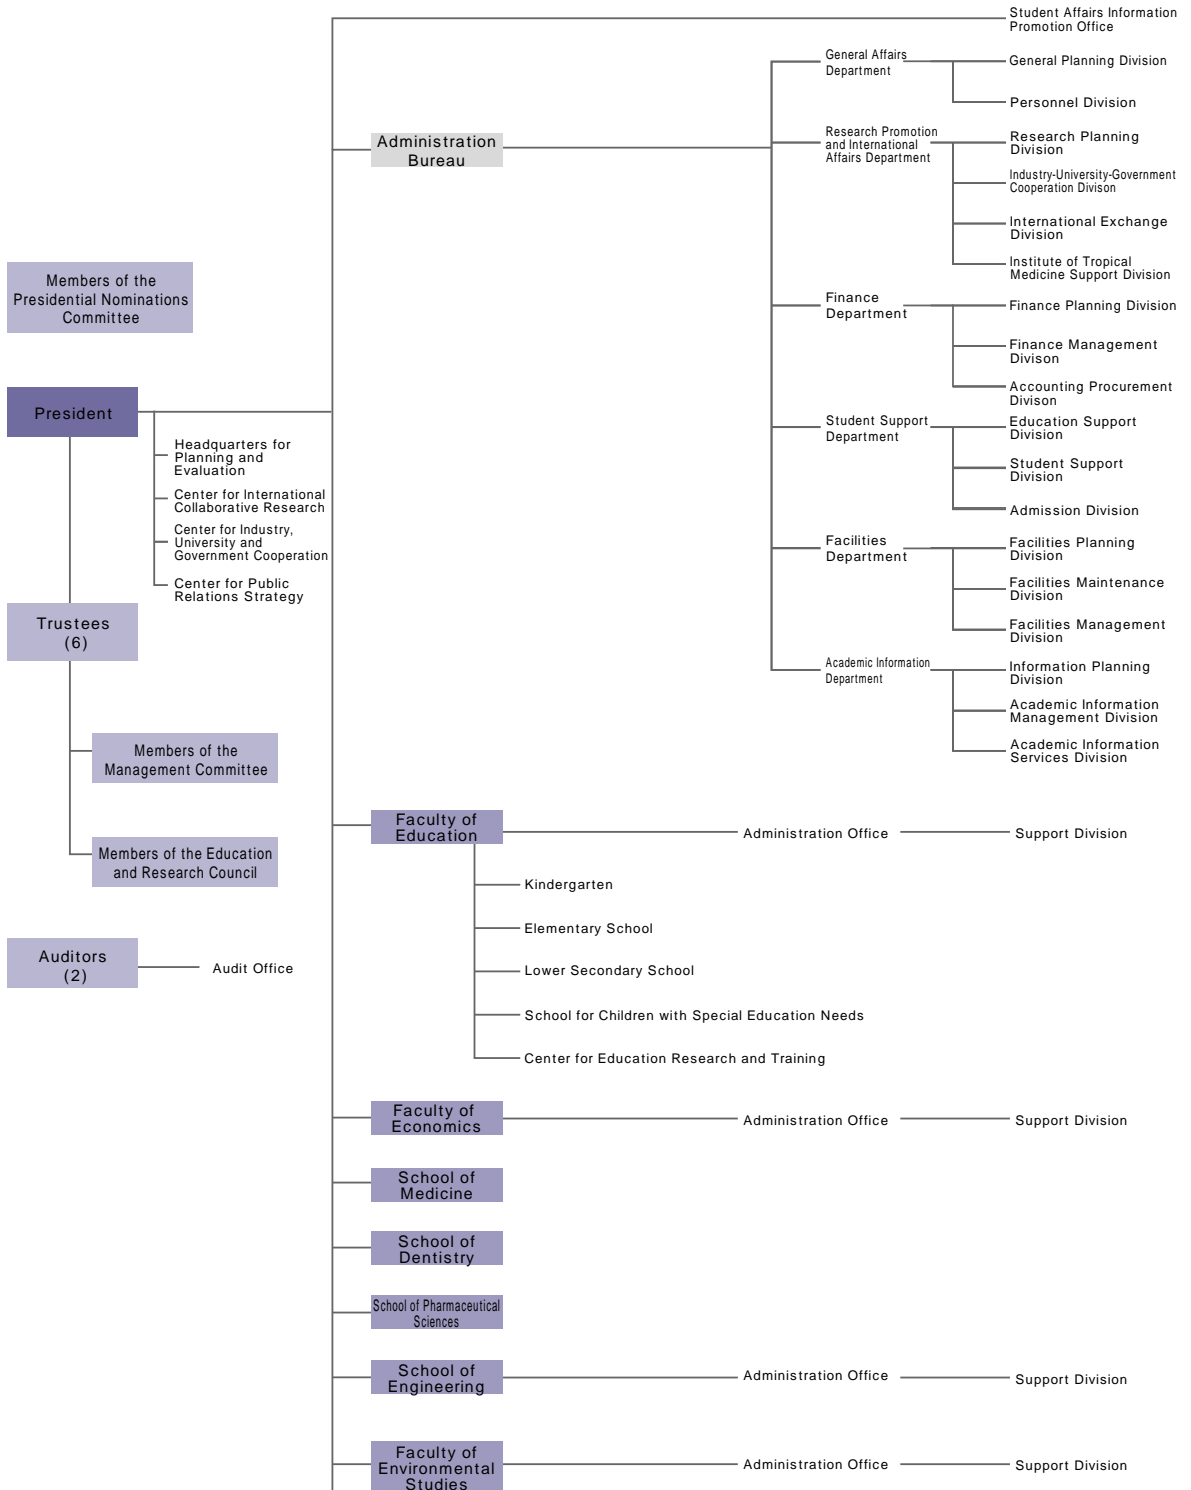 Student Affairs Information
Promotion Office
General Affairs
Department
General Planning Division
Personnel Division
Administration
Bureau
Research Promotion
and International
Affairs Department
Research Planning
Division
Industry-University-Government
Cooperation Divison
International Exchange
Division
Institute of Tropical
Medicine Support Division
Members of the
Presidential Nominations
Committee
Finance
Department
Finance Planning Division
Finance Management
Divison
Accounting Procurement
Divison
President
Headquarters for
Planning and
Evaluation
Center for International
Collaborative Research
Center for Industry,
University and
Government Cooperation
Center for Public
Relations Strategy
Student Support
Department
Education Support
Division
Student Support
Division
Admission Division
Facilities
Department
Facilities Planning
Division
Facilities Maintenance
Division
Facilities Management
Division
Trustees
(6)
Academic Information
Department
Information Planning
Division
Academic Information
Management Division
Academic Information
Services Division
Members of the
Management Committee
Members of the Education
and Research Council
Faculty of
Education
Administration Office
Support Division
Kindergarten
Elementary School
Lower Secondary School
School for Children with Special Education Needs
Center for Education Research and Training
Auditors
(2)
Audit Office
Faculty of
Economics
Administration Office
Support Division
School of
Medicine
School of
Dentistry
School of Pharmaceutical
Sciences
School of
Engineering
Administration Office
Support Division
Faculty of
Environmental
Studies
Administration Office
Support Division